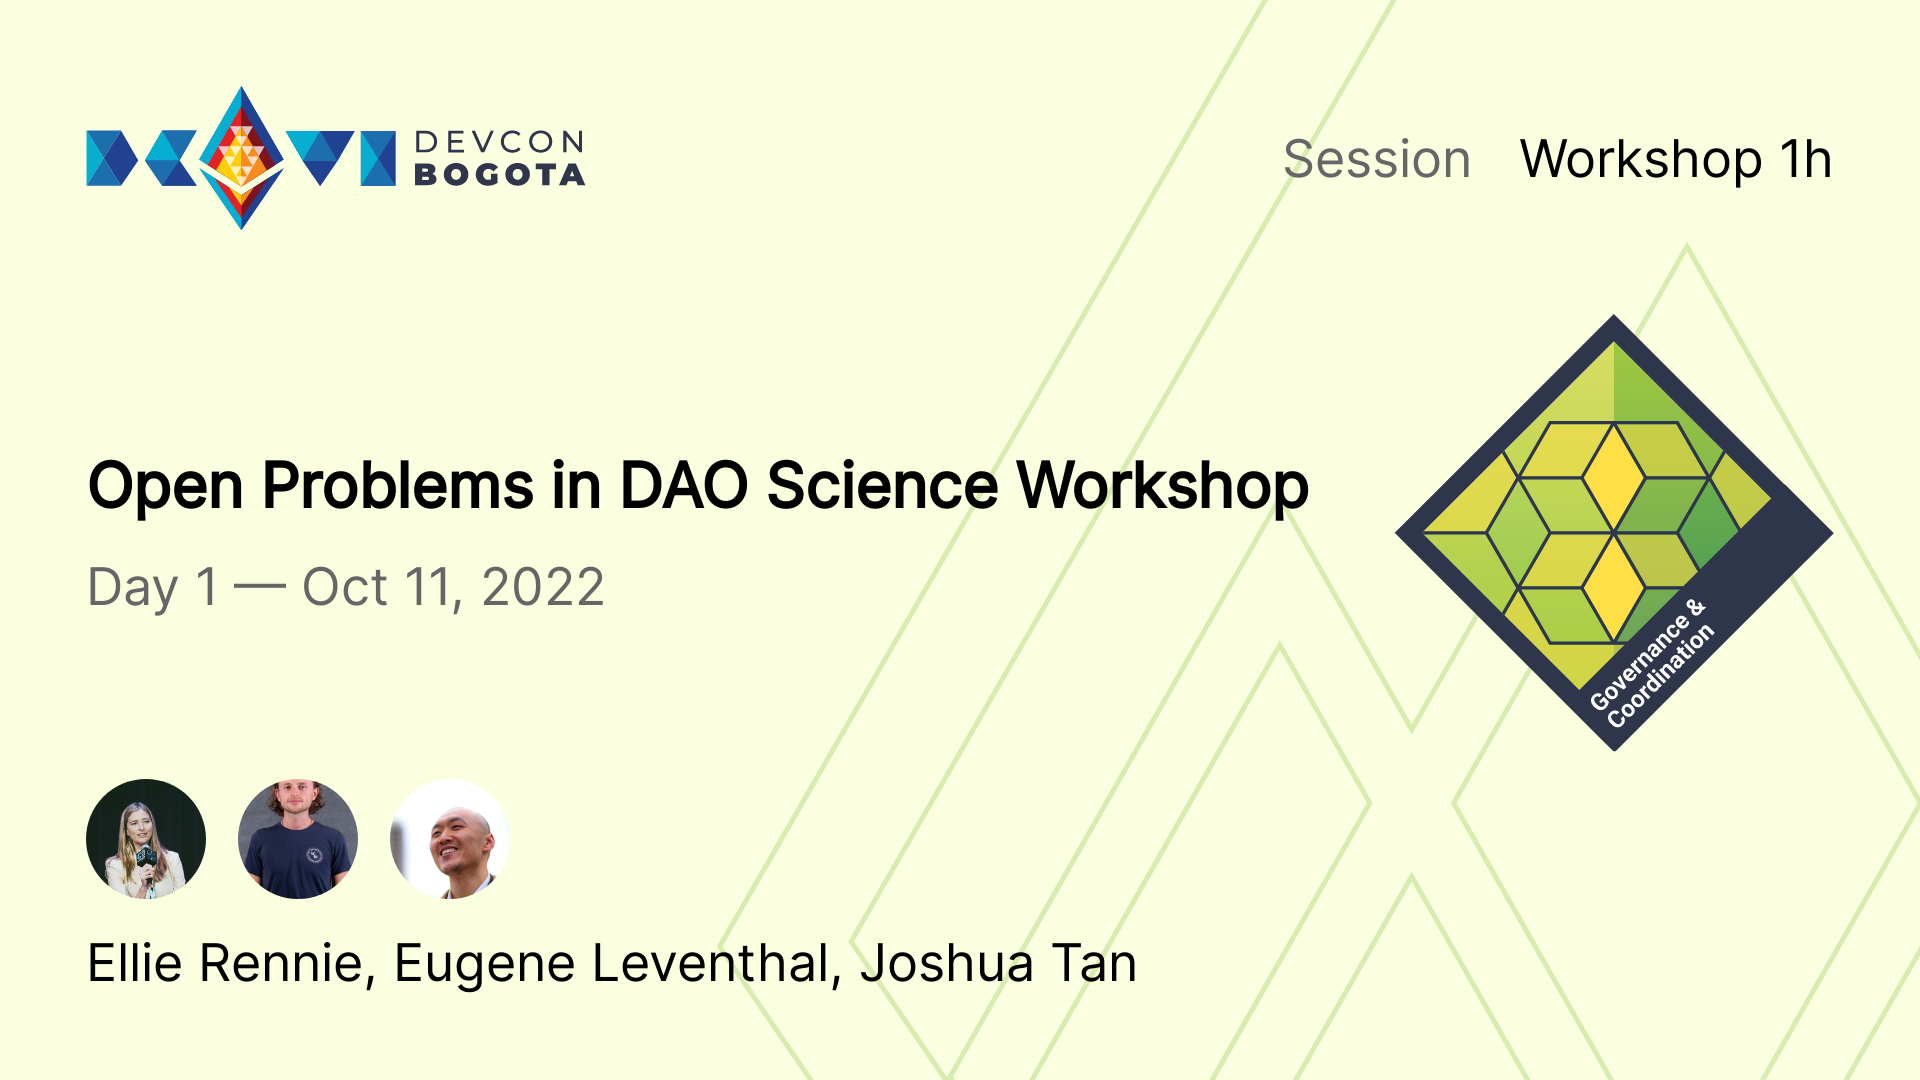 DEVCON
BOGOTA
Session Workshop 1h
Open Problems in DAO Science Workshop
Day 1 — Oct 11, 2022
Governance &
Coordination
Ellie Rennie, Eugene Leventhal, Joshua Tan